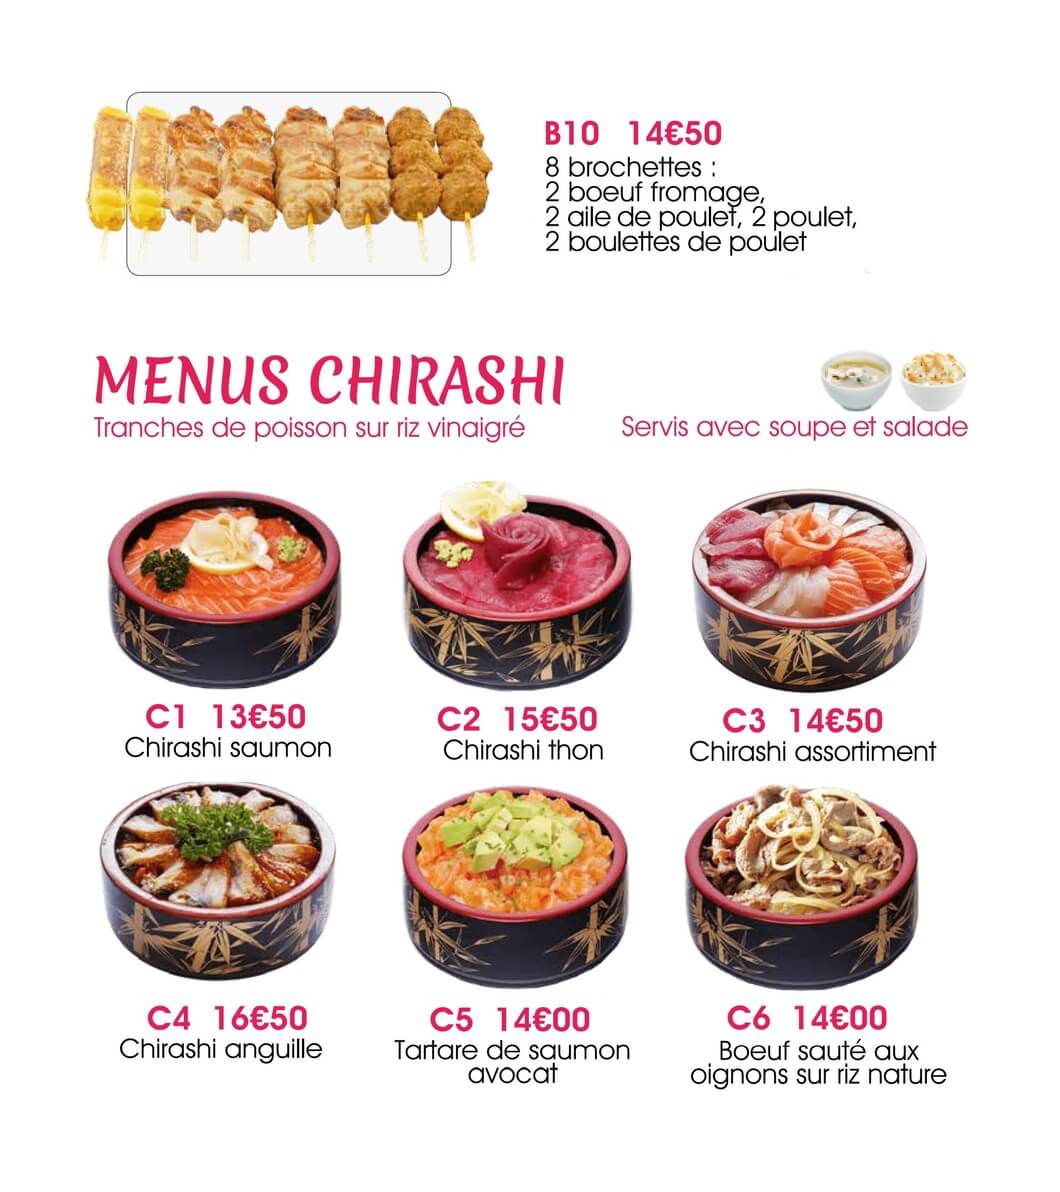 B10 14€50
8 brochettes :
2 boeuf fromage,
2 aile de poulet, 2 poulet,
2 boulettes de poulet
MENUS CHIRASHI
Tranches de poisson sur riz vinaigré
Servis avec soupe et salade
C1 13€50
Chirashi saumon
C2 15€50
Chirashi thon
C3 14€50
Chirashi assortiment
C4 16€50
Chirashi anguille
C5 14€00
Tartare de saumon
avocat
C6 14€00
Boeuf sauté aux
oignons sur riz nature